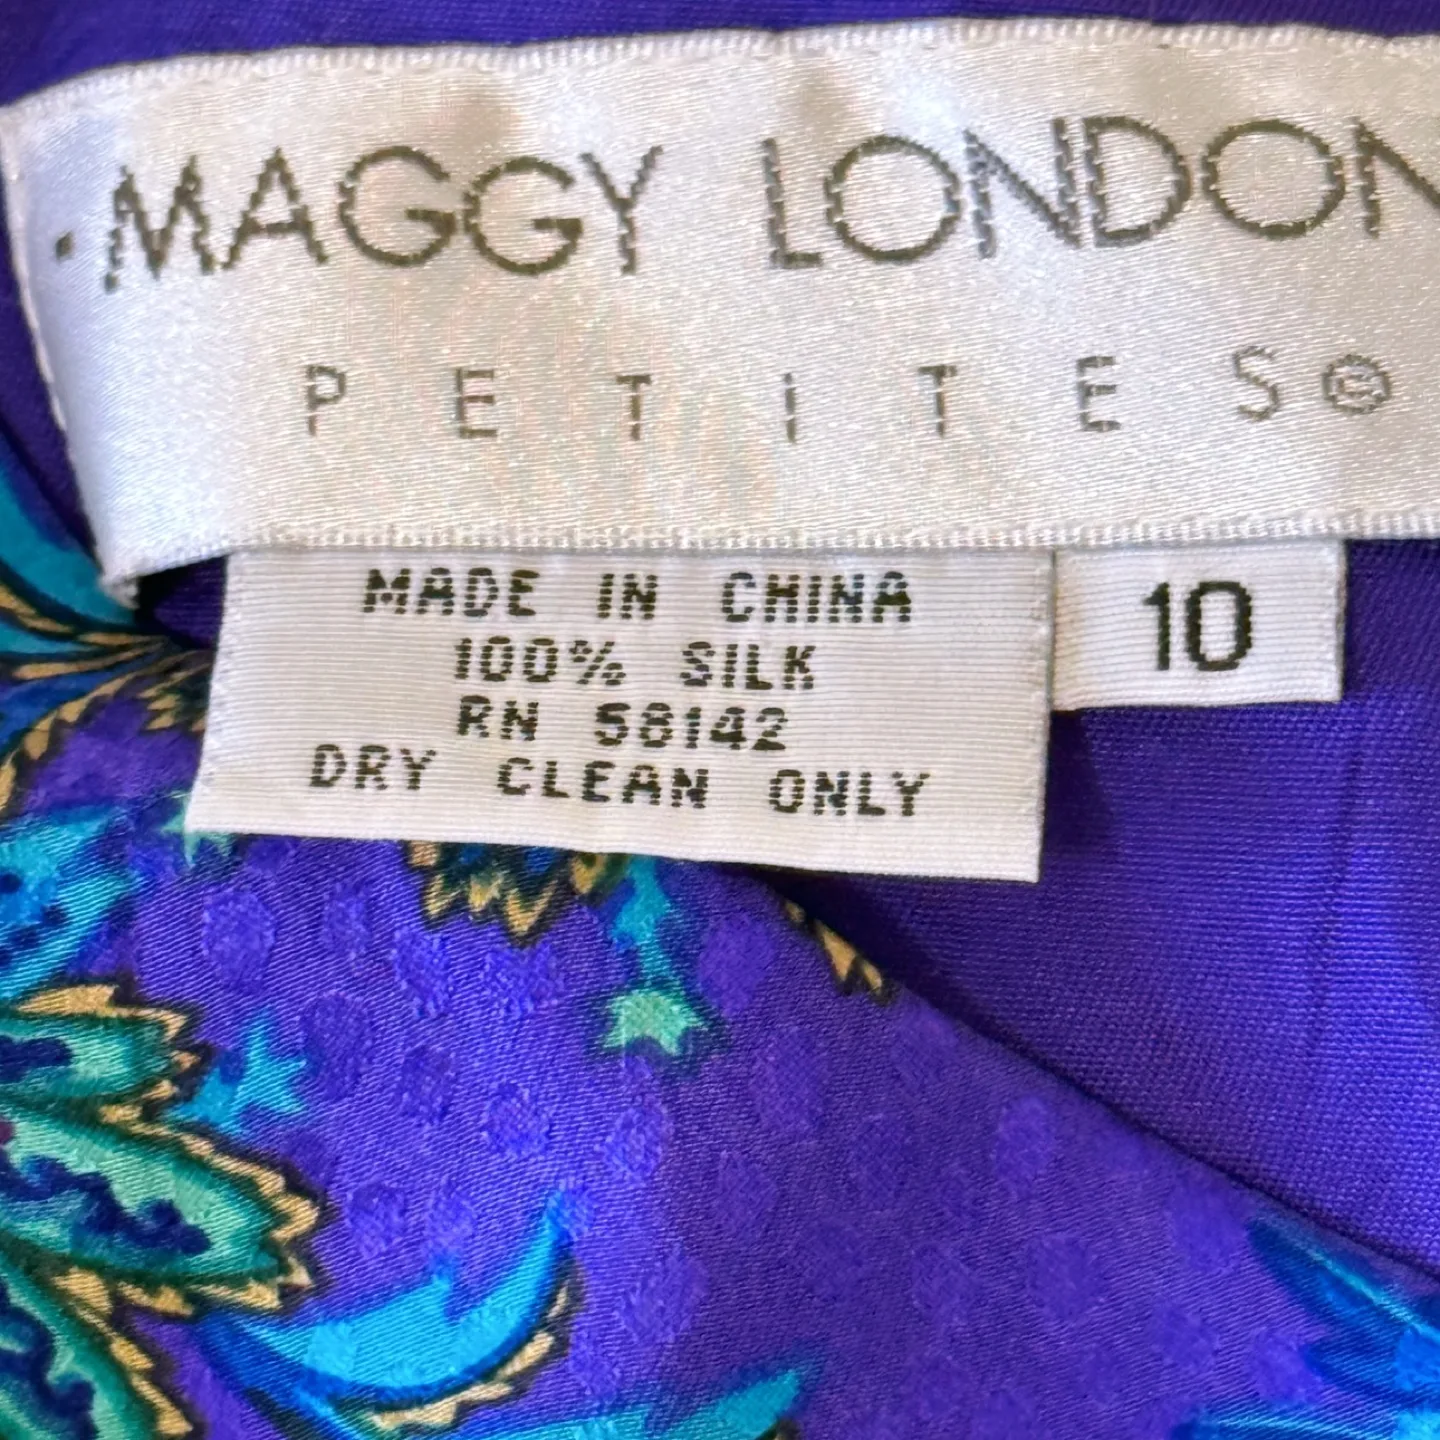 MAGGY LONDON
PETITES®
MADE IN CHINA
100% SILK
RN 58142
DRY CLEAN ONLY
10